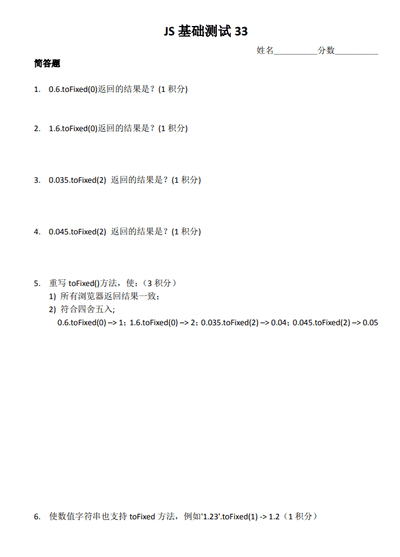 JS 基础测试 33
姓名__________分数__________
简答题
1. 0.6.toFixed(0)返回的结果是？(1 积分)
2. 1.6.toFixed(0)返回的结果是？(1 积分)
3. 0.035.toFixed(2) 返回的结果是？(1 积分)
4. 0.045.toFixed(2) 返回的结果是？(1 积分)
5. 重写 toFixed()方法，使：（3 积分）
1) 所有浏览器返回结果一致；
2) 符合四舍五入;
0.6.toFixed(0) –> 1；1.6.toFixed(0) –> 2；0.035.toFixed(2) –> 0.04；0.045.toFixed(2) –> 0.05
6. 使数值字符串也支持 toFixed 方法，例如'1.23'.toFixed(1) -> 1.2（1 积分）